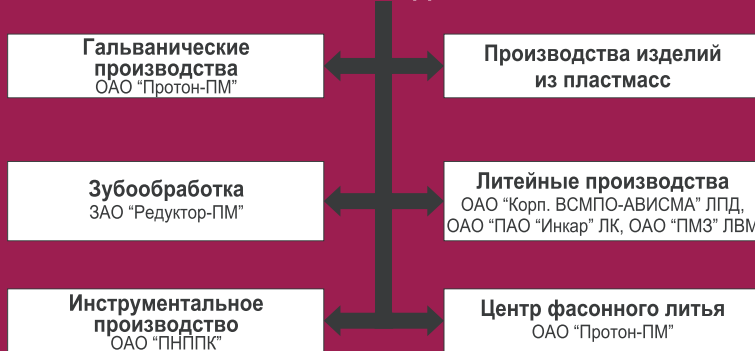 Гальванические
производства
ОАО “Протон-ПМ”
Производства изделий
из пластмасс
Зубообработка
ЗАО “Редуктор-ПМ”
Литейные производства
ОАО “Корп. ВСМПО-АВИСМА” ЛПД,
ОАО “ПАО “Инкар” ЛК, ОАО “ПМЗ” ЛВМ
Инструментальное
производство
ОАО “ПНППК”
Центр фасонного литья
ОАО “Протон-ПМ”